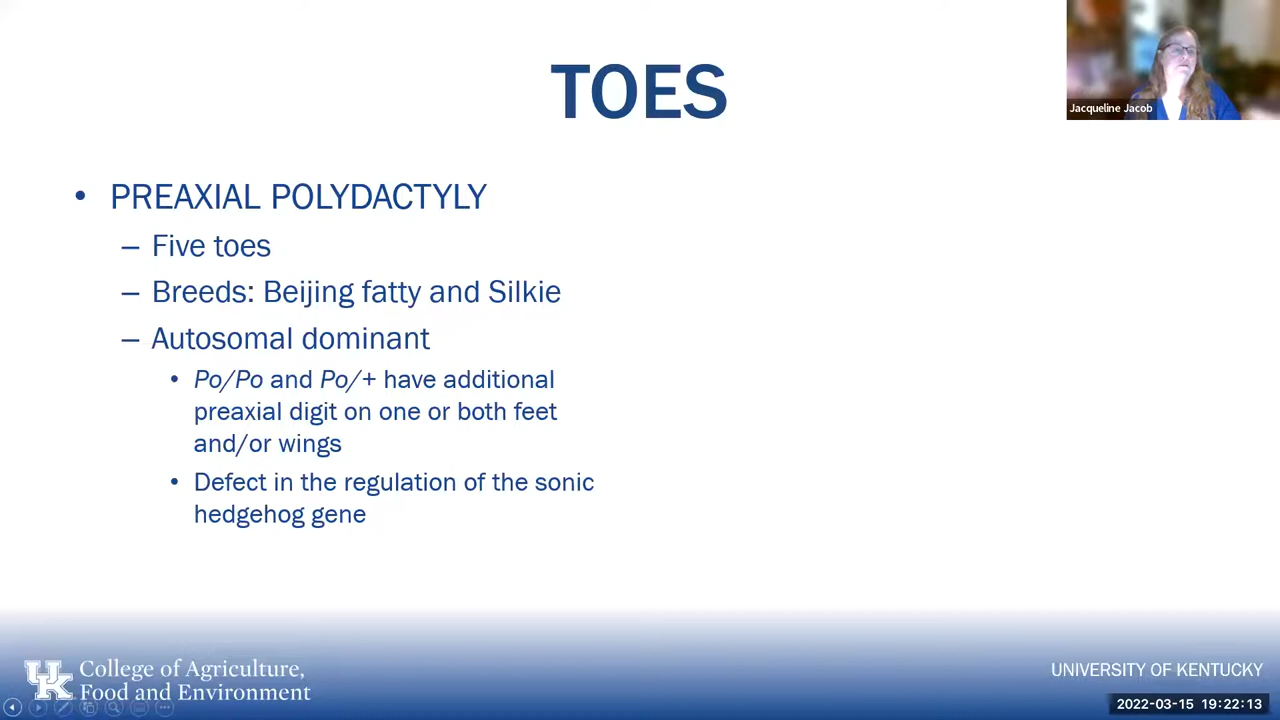 Jacqueline Jacob
TOES
• PREAXIAL POLYDACTYLY
– Five toes
– Breeds: Beijing fatty and Silkie
– Autosomal dominant
• Po/Po and Po/+ have additional
preaxial digit on one or both feet
and/or wings
• Defect in the regulation of the sonic
hedgehog gene
UK
College of Agriculture,
Food and Environment
UNIVERSITY OF KENTUCKY
2022-03-15 19:22:13